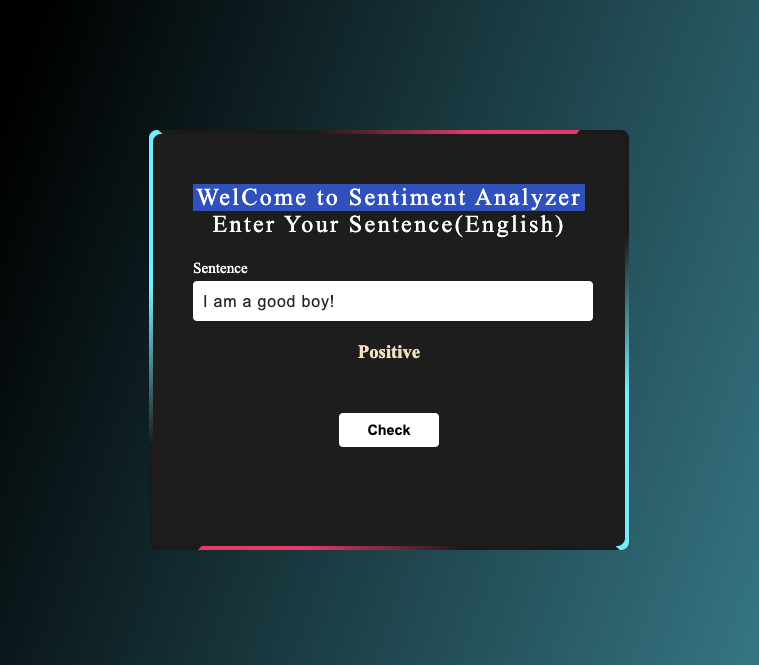 WelCome to Sentiment Analyzer
Enter Your Sentence(English)
Sentence
I am a good boy!
Positive
Check